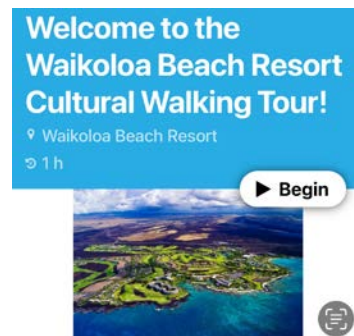 Welcome to the
Waikoloa Beach Resort
Cultural Walking Tour!
Waikoloa Beach Resort
1 h
Begin